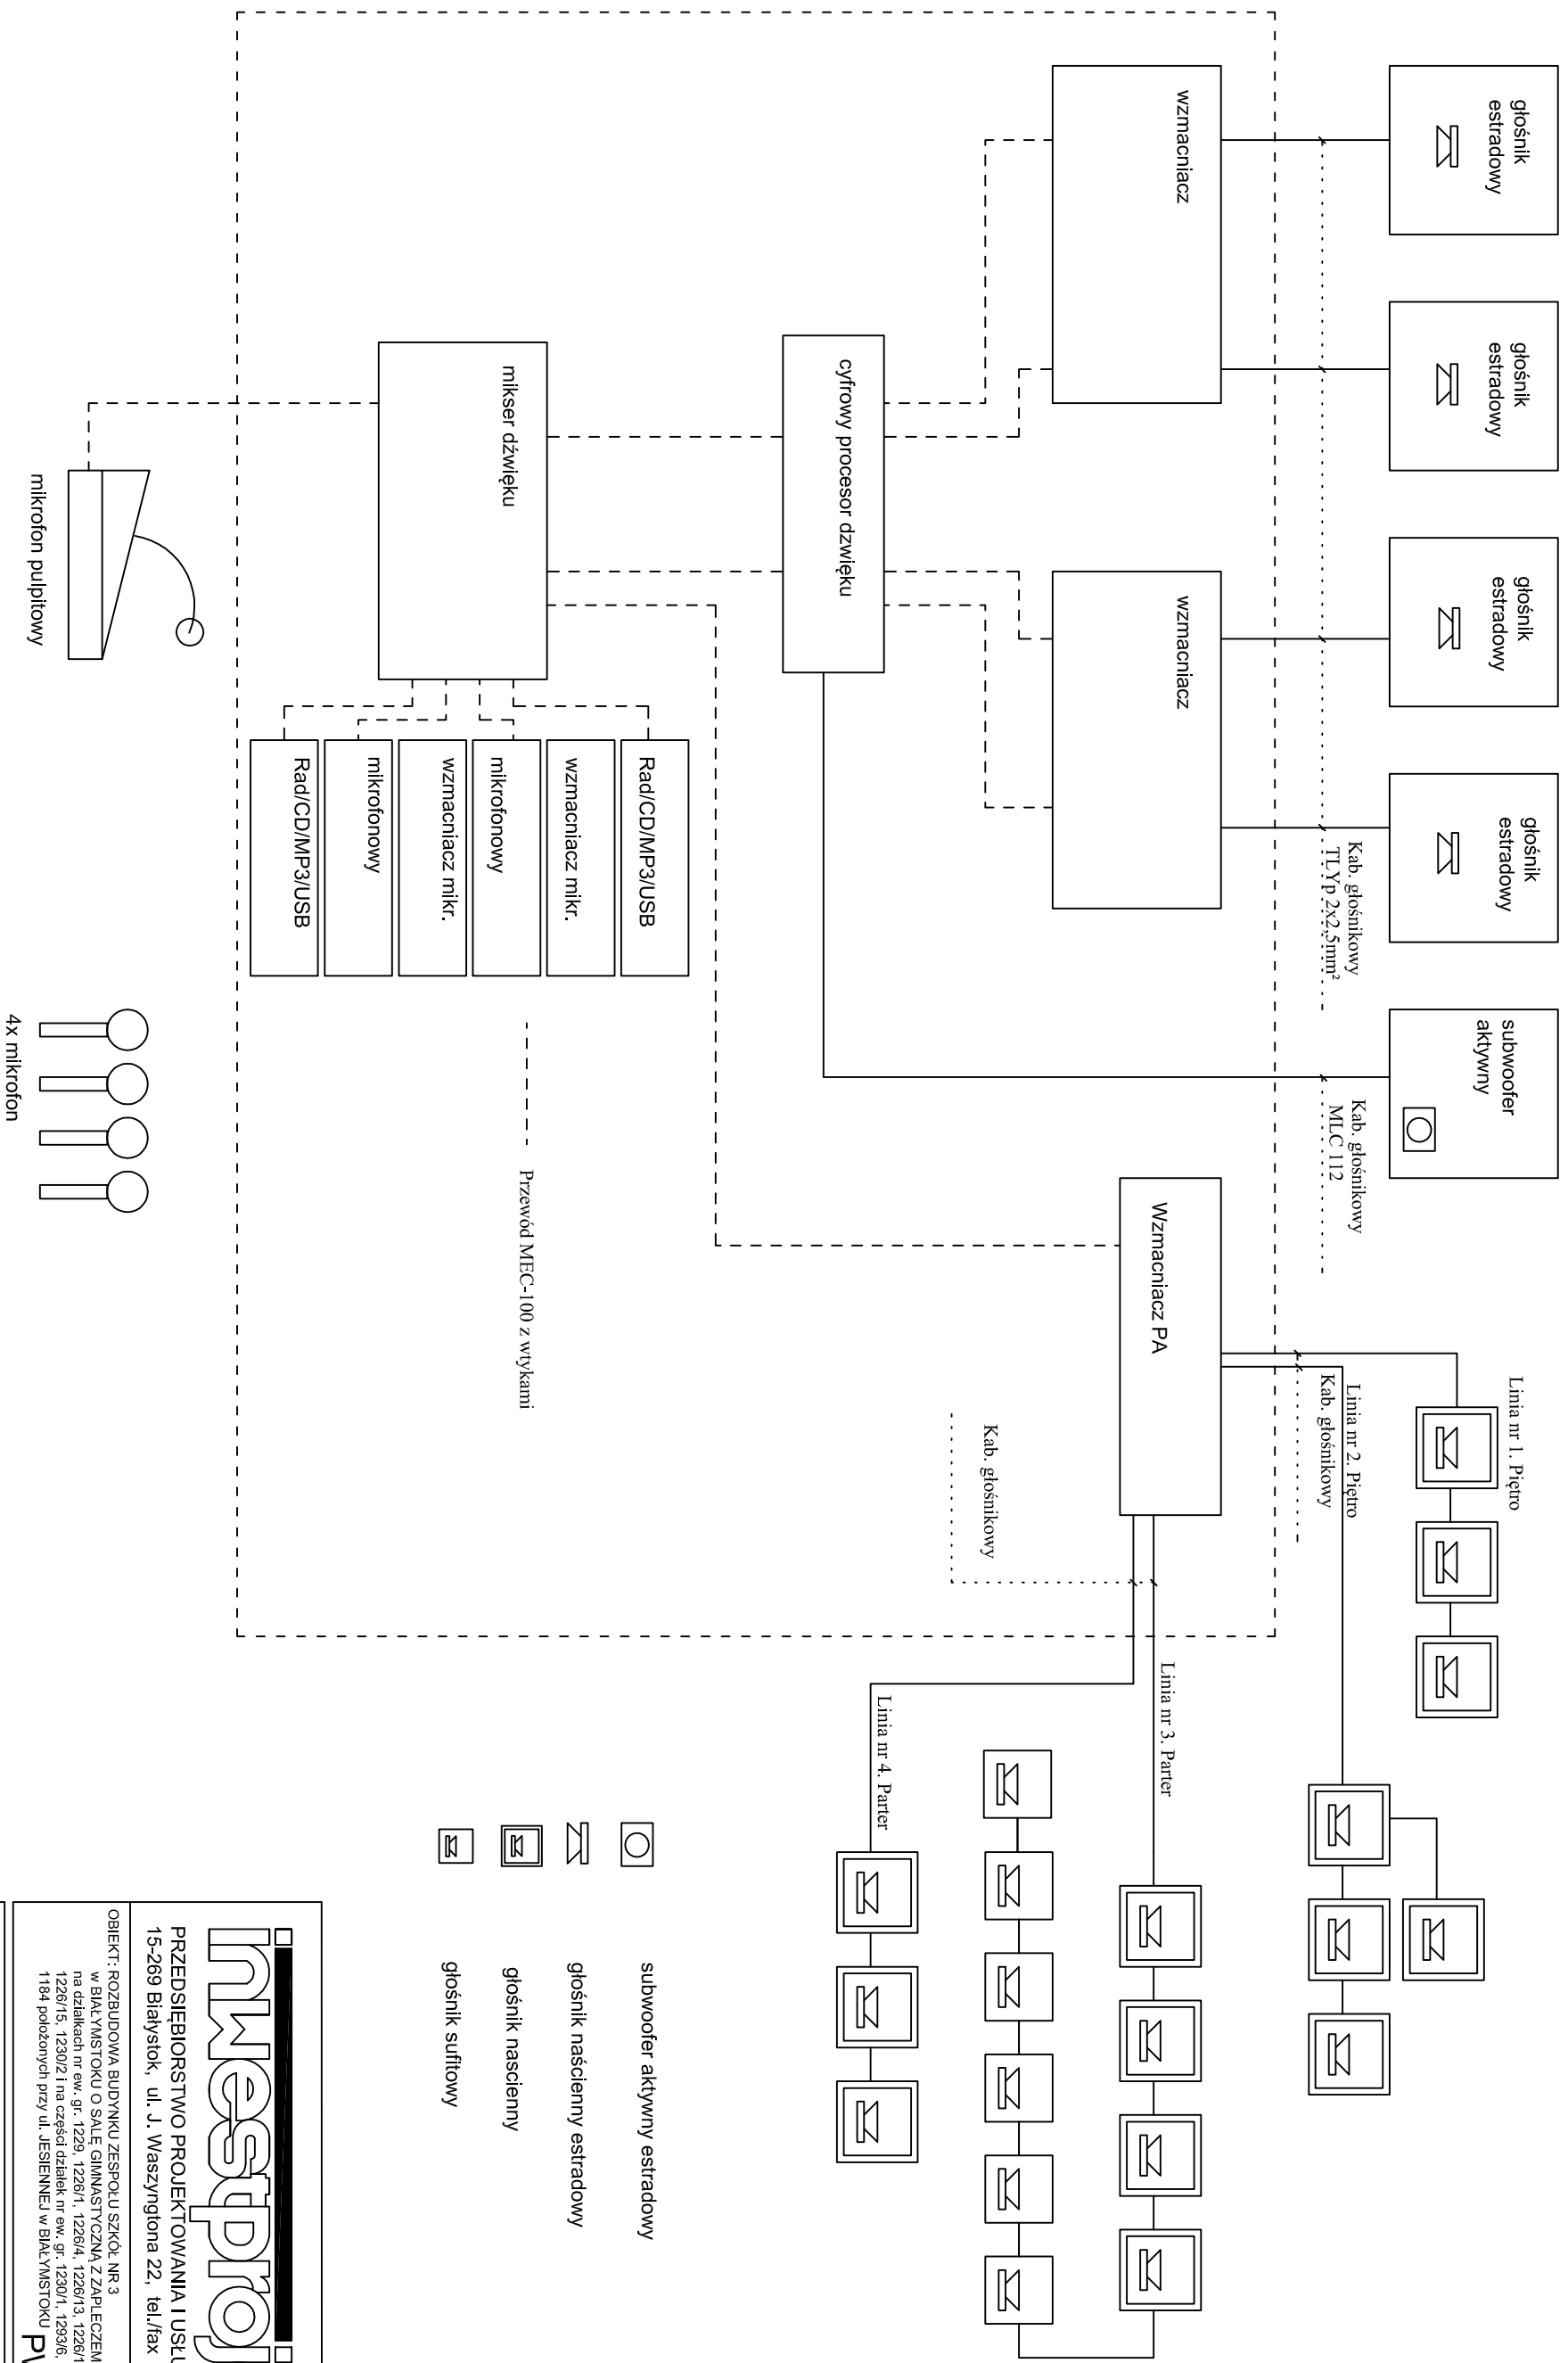 głośnik
estradowy
głośnik
estradowy
głośnik
estradowy
głośnik
estradowy
subwoofer
aktywny
Kab. głośnikowy
TLYp 2x2,5mm²
Kab. głośnikowy
MLC 112
Linia nr 1. Piętro
Linia nr 2. Piętro
Kab. głośnikowy
wzmacniacz
wzmacniacz
Wzmacniacz PA
Linia nr 3. Parter
Kab. głośnikowy
Linia nr 4. Parter
cyfrowy procesor dzwięku
mikser dźwięku
Rad/CD/MP3/USB
wzmacniacz mikr.
mikrofonowy
wzmacniacz mikr.
mikrofonowy
Rad/CD/MP3/USB
Przewód MEC-100 z wtykami
mikrofon pulpitowy
4x mikrofon
subwoofer aktywny estradowy
głośnik naścienny estradowy
głośnik nascienny
głośnik sufitowy
inwestproj
PRZEDSIĘBIORSTWO PROJEKTOWANIA I USŁU
15-269 Białystok, ul. J. Waszyngtona 22, tel./fax
OBIEKT: ROZBUDOWA BUDYNKU ZESPOŁU SZKÓŁ NR 3
w BIAŁYMSTOKU O SALĘ GIMNASTYCZNĄ Z ZAPLECZEM
na działkach nr ew. gr. 1229, 1226/1, 1226/4, 1226/13, 1226/1
1226/15, 1230/2 i na części działek nr ew. gr. 1230/1, 1293/6,
1184 położonych przy ul. JESIENNEJ w BIAŁYMSTOKU